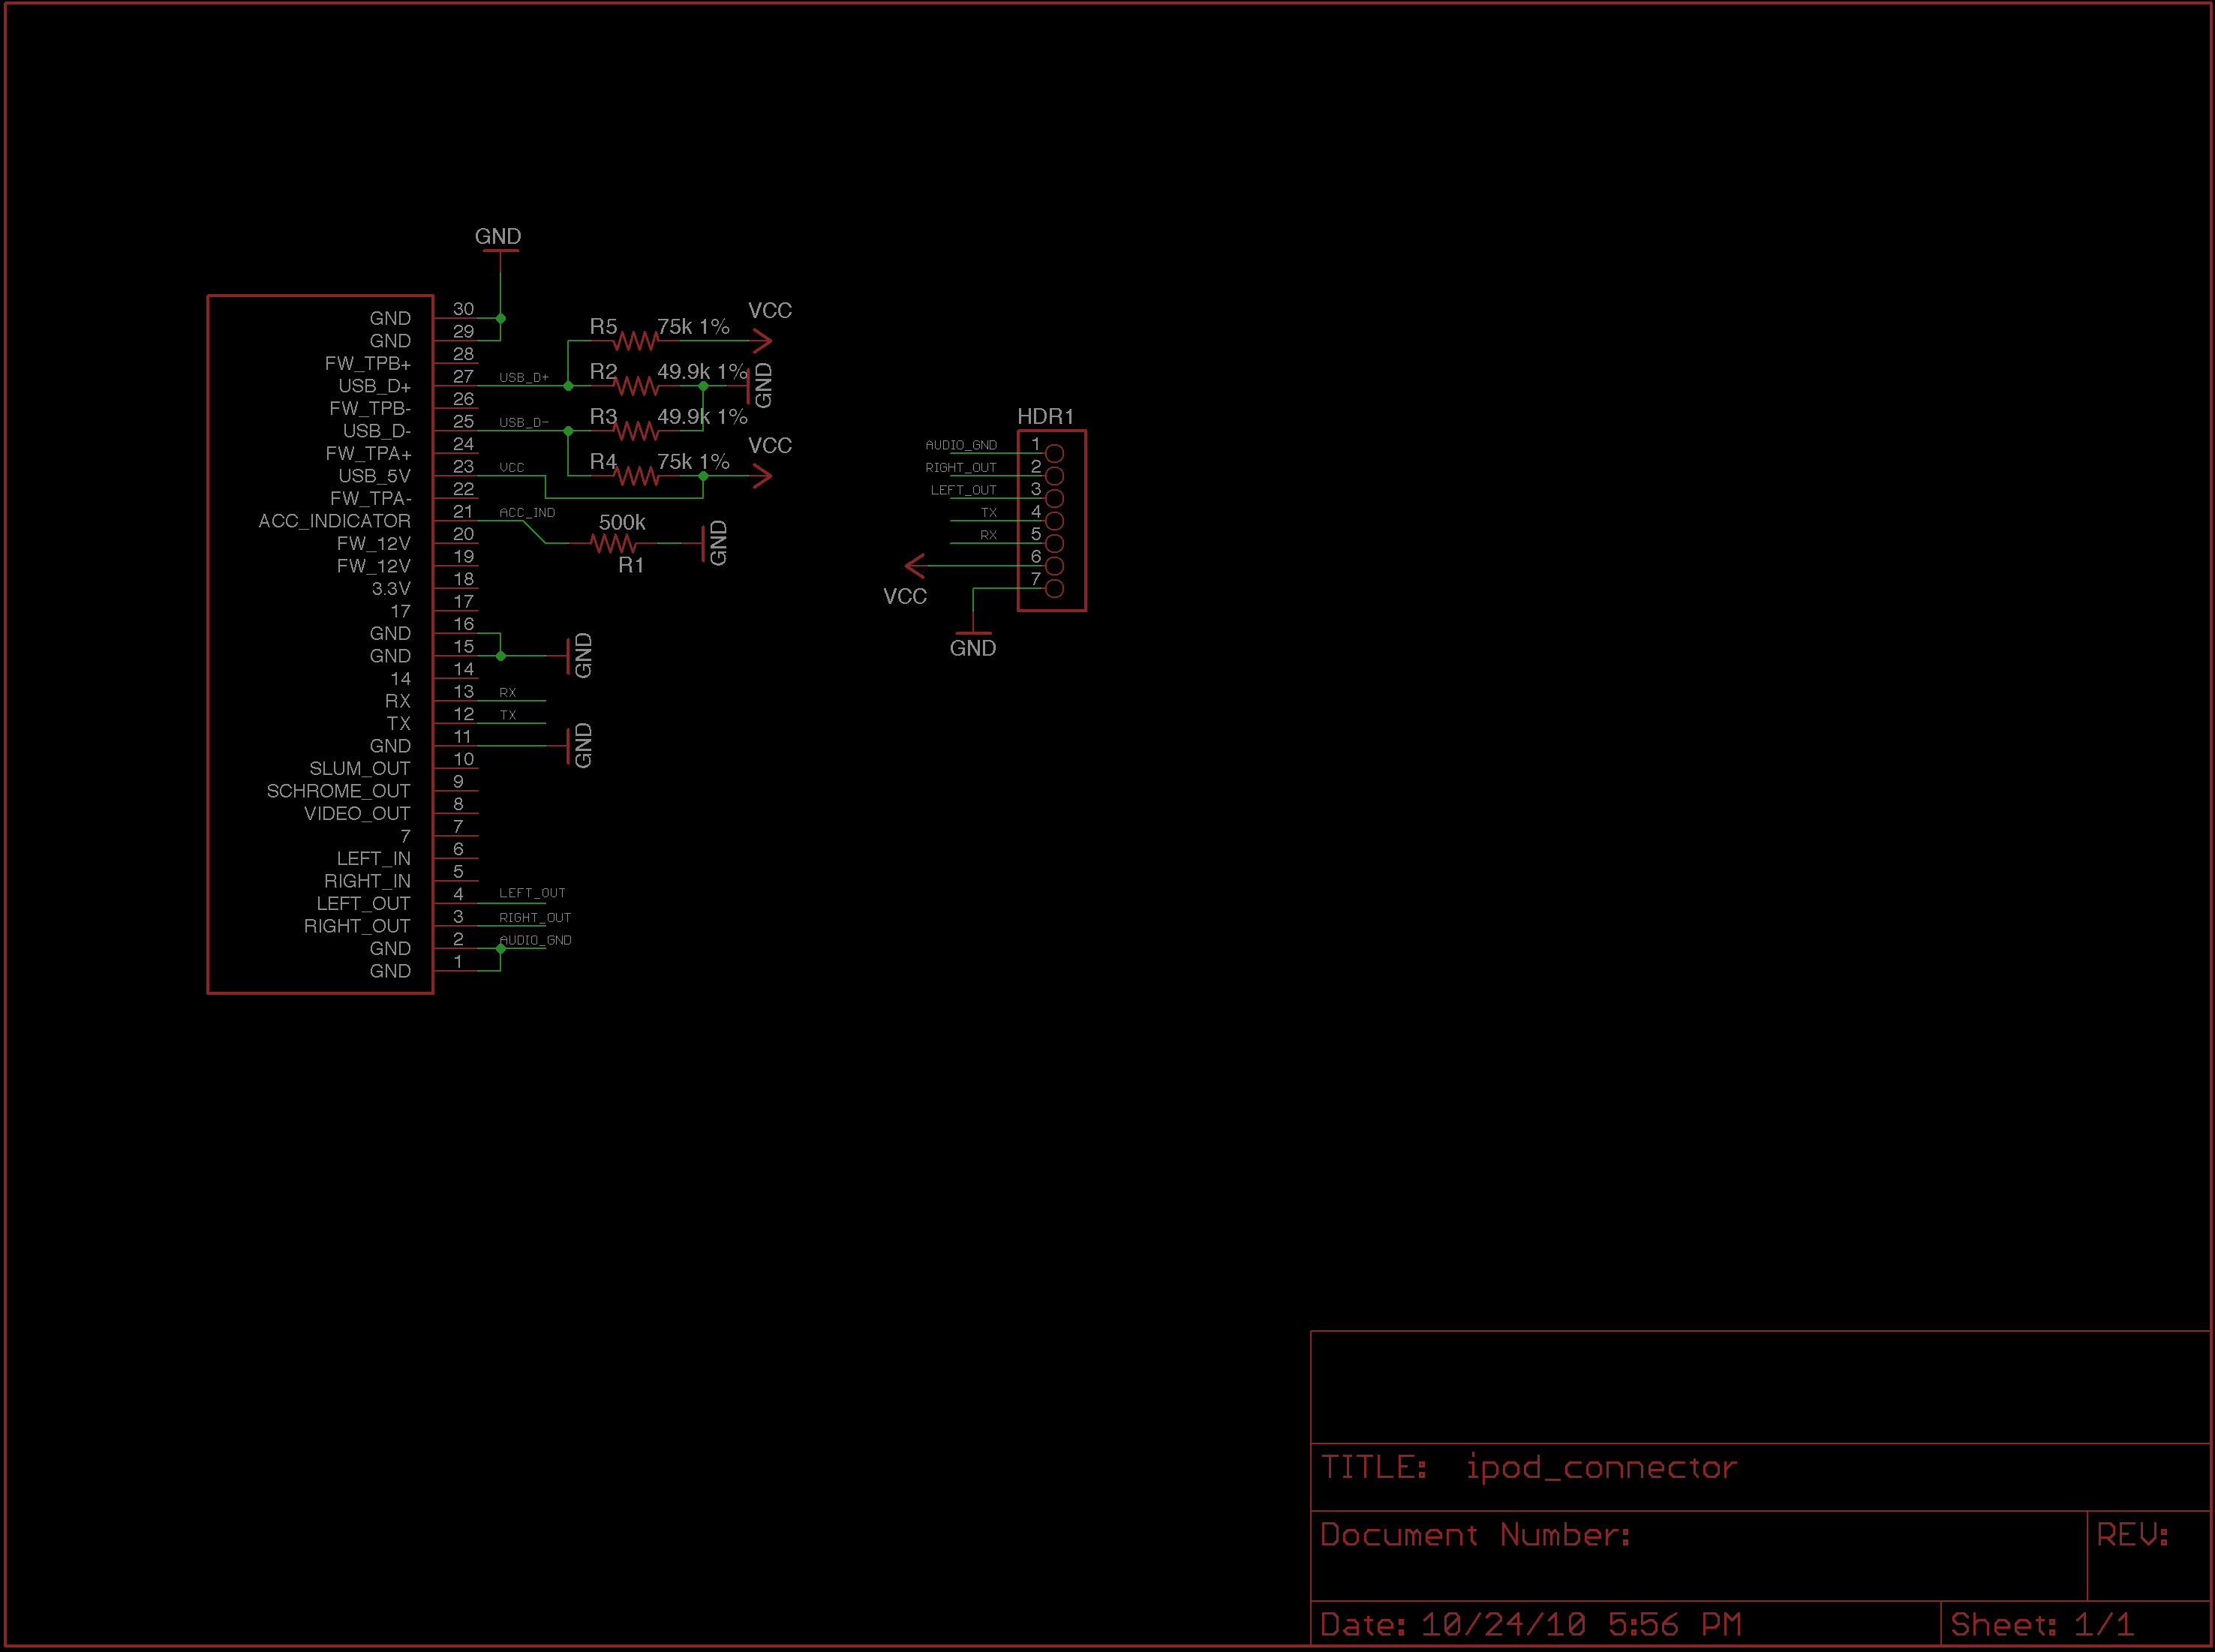 GND
GND 30
GND 29
FW_TPB+ 28
USB_D+ 27 USB_D+
FW_TPB- 26
USB_D- 25 USB_D-
FW_TPA+ 24
USB_5V 23 VCC
FW_TPA- 22
ACC_INDICATOR 21 ACC_IND
FW_12V 20
FW_12V 19
3.3V 18
17 17
GND 16
GND 15
GND
14 14
RX 13 RX
TX 12 TX
GND 11
GND
SLUM_OUT 10
SCHROME_OUT 9
VIDEO_OUT 8
7 7
LEFT_IN 6
RIGHT_IN 5
LEFT_OUT 4 LEFT_OUT
RIGHT_OUT 3 RIGHT_OUT
GND 2 AUDIO_GND
GND 1
VCC
R5 75k 1%
R2 49.9k 1%
GND
R3 49.9k 1%
VCC
R4 75k 1%
500k
R1
GND
HDR1
AUDIO_GND 1
RIGHT_OUT 2
LEFT_OUT 3
TX 4
RX 5
6
7
VCC
GND
TITLE: ipod_connector
Document Number:
REV:
Date: 10/24/10 5:56 PM
Sheet: 1/1